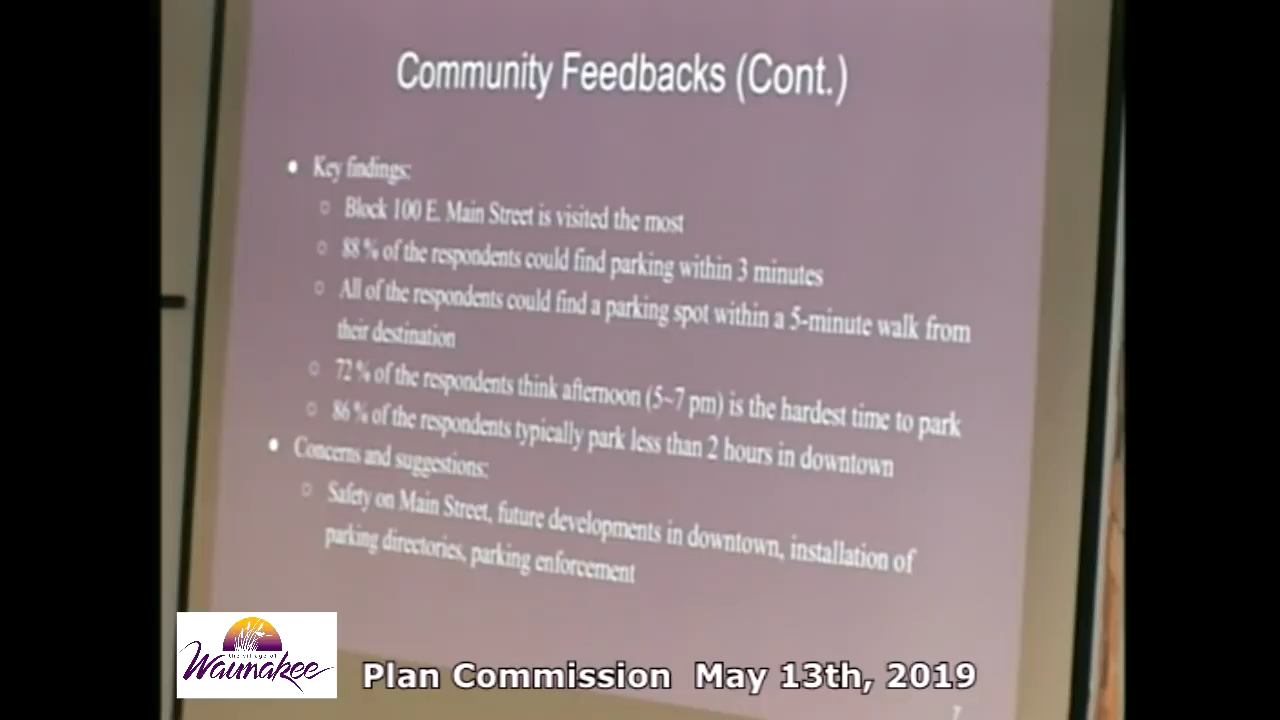 Community Feedbacks (Cont.)
● Key findings:
○ Block 100 E. Main Street is visited the most
○ 88 % of the respondents could find parking within 3 minutes
○ All of the respondents could find a parking spot within a 5-minute walk from
their destination
○ 72 % of the respondents think afternoon (5~7 pm) is the hardest time to park
○ 86 % of the respondents typically park less than 2 hours in downtown
● Concerns and suggestions:
○ Safety on Main Street, future developments in downtown, installation of
parking directories, parking enforcement
the village of
Waunakee
Plan Commission May 13th, 2019
7